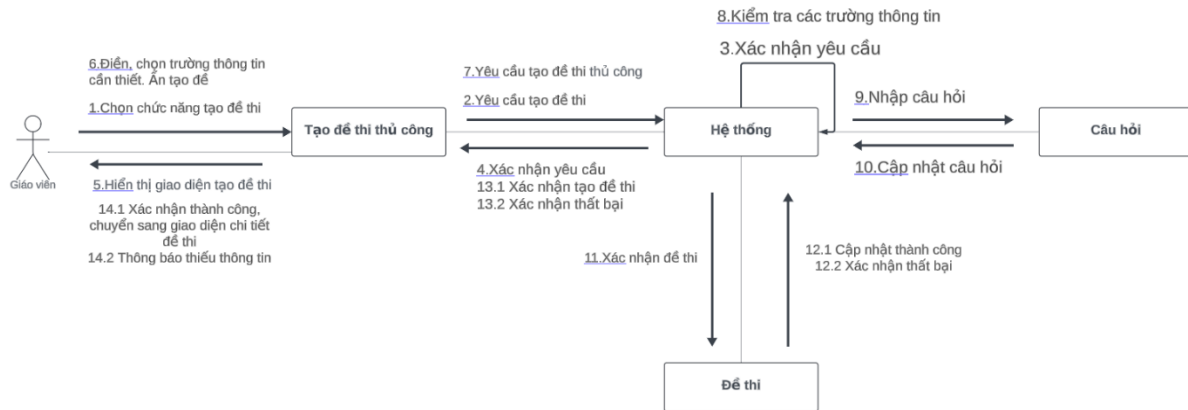 8.Kiểm tra các trường thông tin
3.Xác nhận yêu cầu
6.Điền, chọn trường thông tin
cần thiết. Ấn tạo đề
1.Chọn chức năng tạo đề thi
7.Yêu cầu tạo đề thi thủ công
2.Yêu cầu tạo đề thi
9.Nhập câu hỏi
Tạo đề thi thủ công
Hệ thống
Câu hỏi
Giáo viên
5.Hiển thị giao diện tạo đề thi
14.1 Xác nhận thành công,
chuyển sang giao diện chi tiết
đề thi
14.2 Thông báo thiếu thông tin
4.Xác nhận yêu cầu
13.1 Xác nhận tạo đề thi
13.2 Xác nhận thất bại
10.Cập nhật câu hỏi
11.Xác nhận đề thi
12.1 Cập nhật thành công
12.2 Xác nhận thất bại
Đề thi